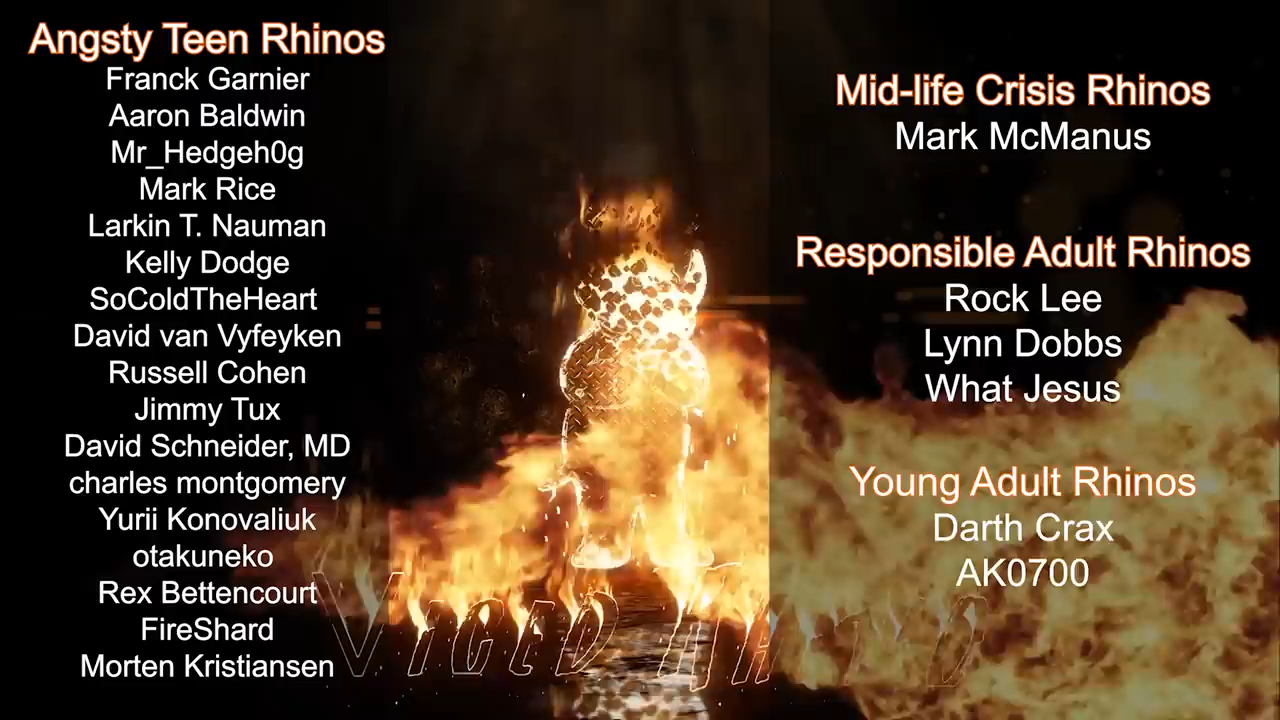 Angsty Teen Rhinos
Franck Garnier
Aaron Baldwin
Mr_Hedgeh0g
Mark Rice
Larkin T. Nauman
Kelly Dodge
SoColdTheHeart
David van Vyfeyken
Russell Cohen
Jimmy Tux
David Schneider, MD
charles montgomery
Yurii Konovaliuk
otakuneko
Rex Bettencourt
FireShard
Morten Kristiansen
Mid-life Crisis Rhinos
Mark McManus
Responsible Adult Rhinos
Rock Lee
Lynn Dobbs
What Jesus
Young Adult Rhinos
Darth Crax
AK0700